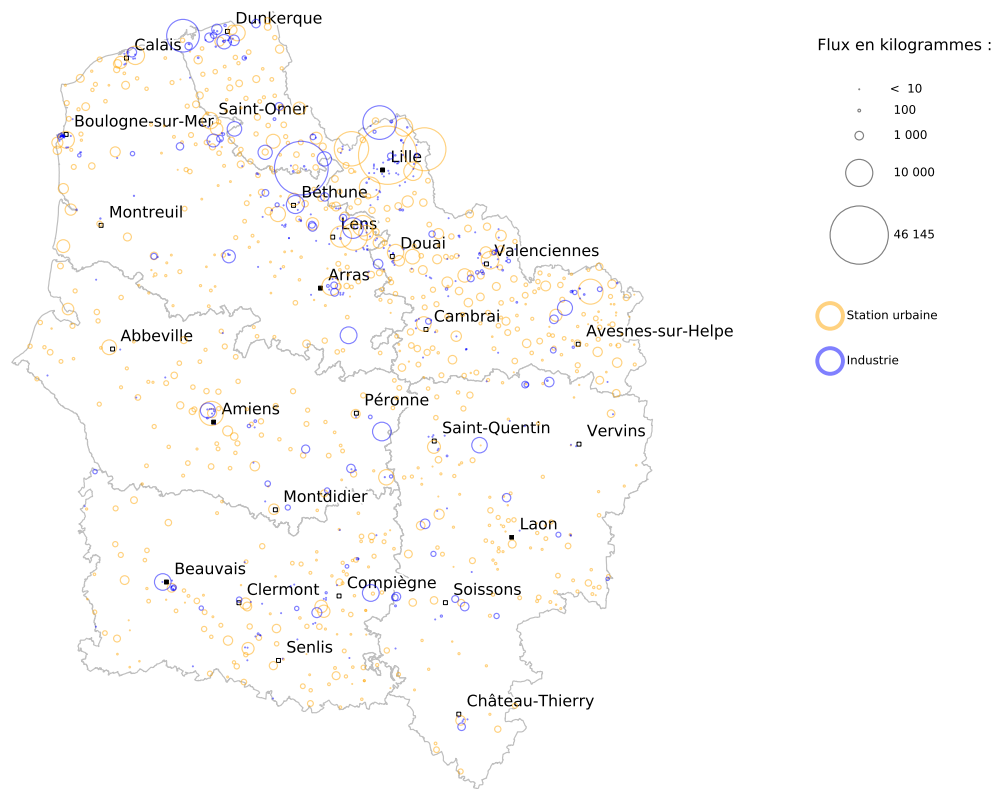 Dunkerque
Calais
Flux en kilogrammes :
< 10
100
Saint-Omer
Boulogne-sur-Mer
1 000
Lille
10 000
Béthune
Montreuil
Lens
46 145
Douai
Valenciennes
Arras
Cambrai
Station urbaine
Avesnes-sur-Helpe
Abbeville
Industrie
Péronne
Amiens
Saint-Quentin
Vervins
Montdidier
Laon
Beauvais
Compiègne
Clermont
Soissons
Senlis
Château-Thierry